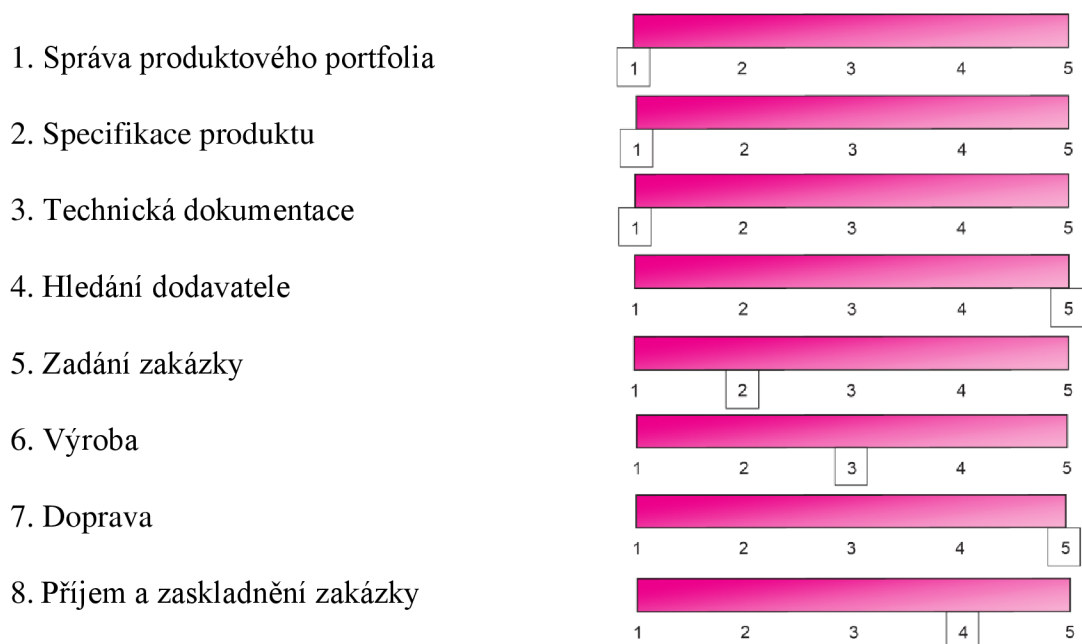 1. Správa produktového portfolia
1 2 3 4 5
2. Specifikace produktu
1 2 3 4 5
3. Technická dokumentace
1 2 3 4 5
4. Hledání dodavatele
1 2 3 4 5
5. Zadání zakázky
1 2 3 4 5
6. Výroba
1 2 3 4 5
7. Doprava
1 2 3 4 5
8. Příjem a zaskladnění zakázky
1 2 3 4 5